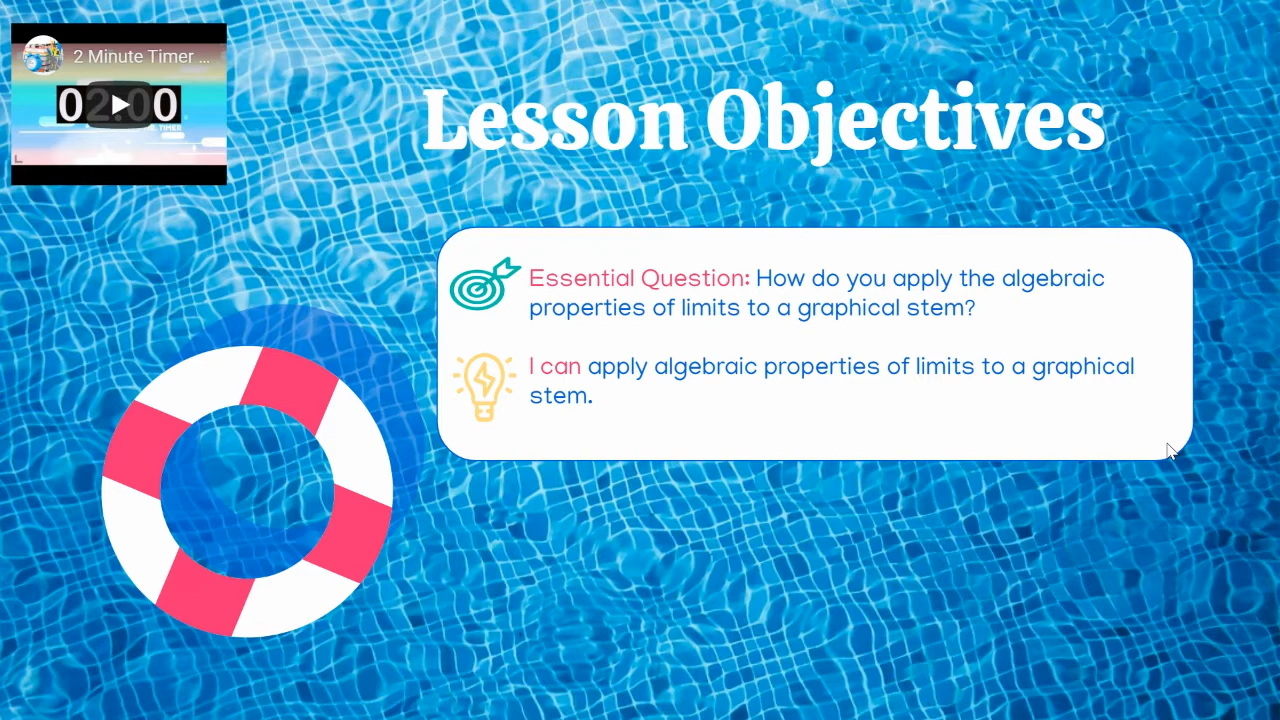 2 Minute Timer ...
02:00
TIMER
Lesson Objectives
Essential Question: How do you apply the algebraic
properties of limits to a graphical stem?
I can apply algebraic properties of limits to a graphical
stem.